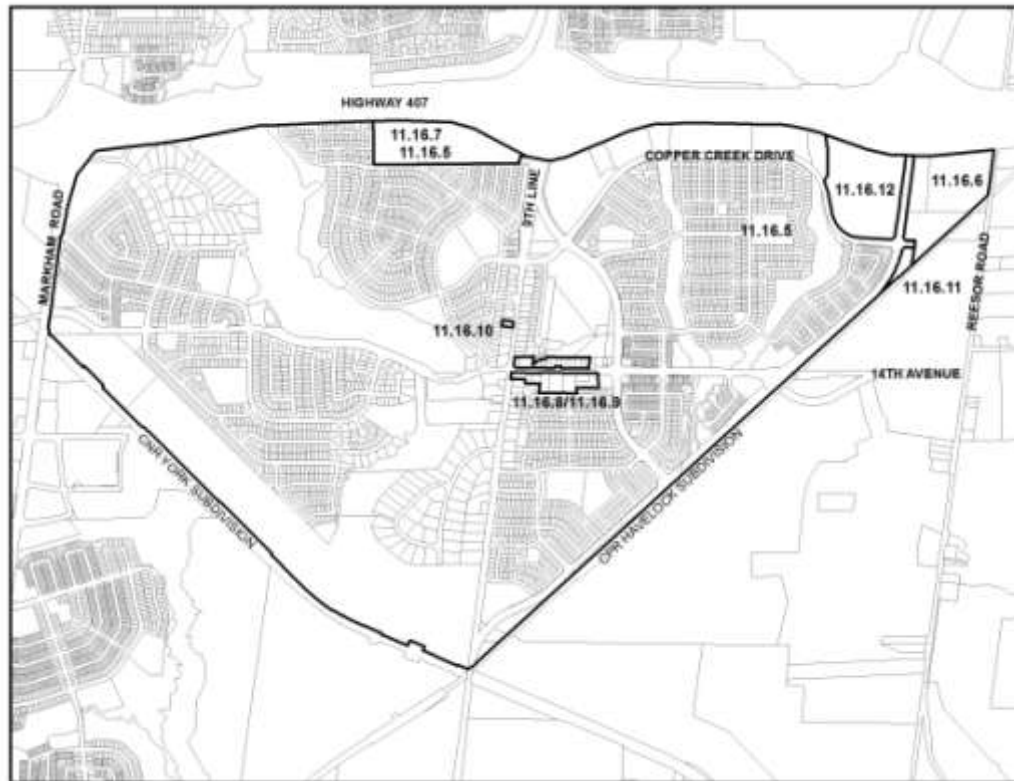 HIGHWAY 407
11.16.7
11.16.5
COPPER CREEK DRIVE
11.16.12
11.16.6
MARKHAM ROAD
9TH LINE
11.16.5
11.16.11
REESOR ROAD
11.16.10
14TH AVENUE
11.16.8/11.16.9
CNR YORK SUBDIVISION
CPR HAVELOCK SUBDIVISION